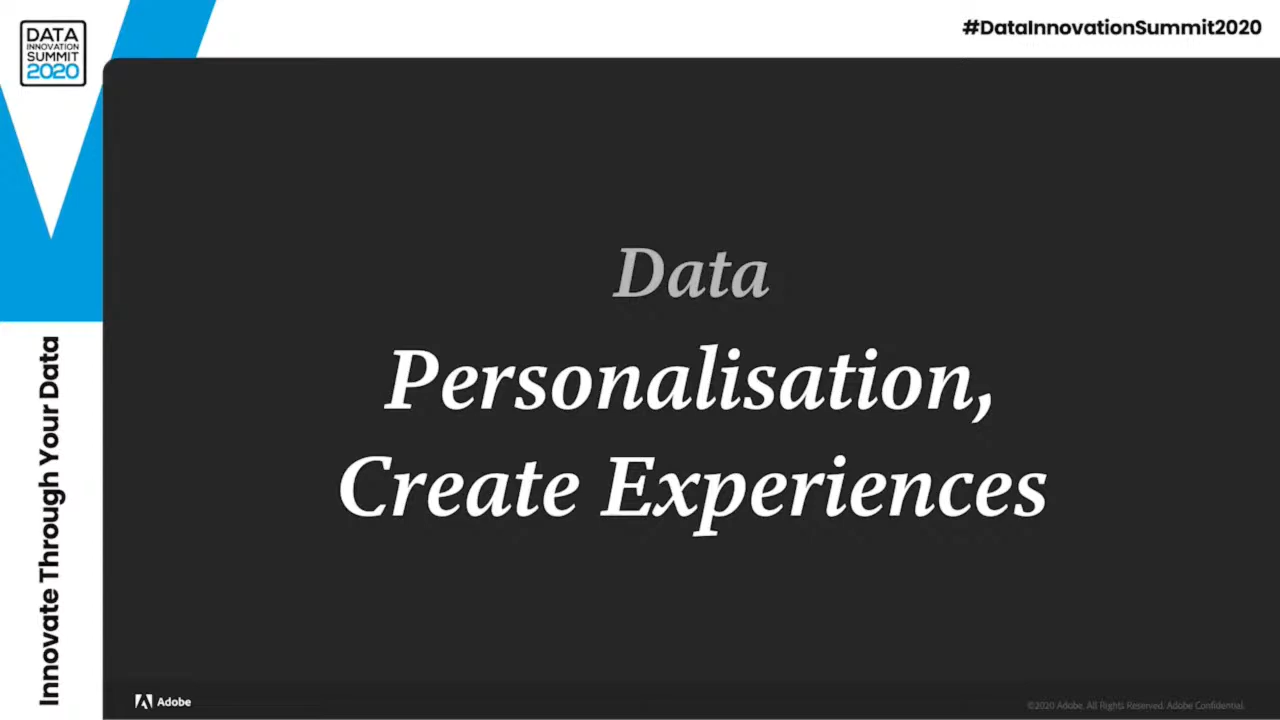 DATA
INNOVATION
SUMMIT
2020
#DataInnovationSummit2020
Innovate Through Your Data
Data
Personalisation,
Create Experiences
Adobe
©2020 Adobe. All Rights Reserved. Adobe Confidential.